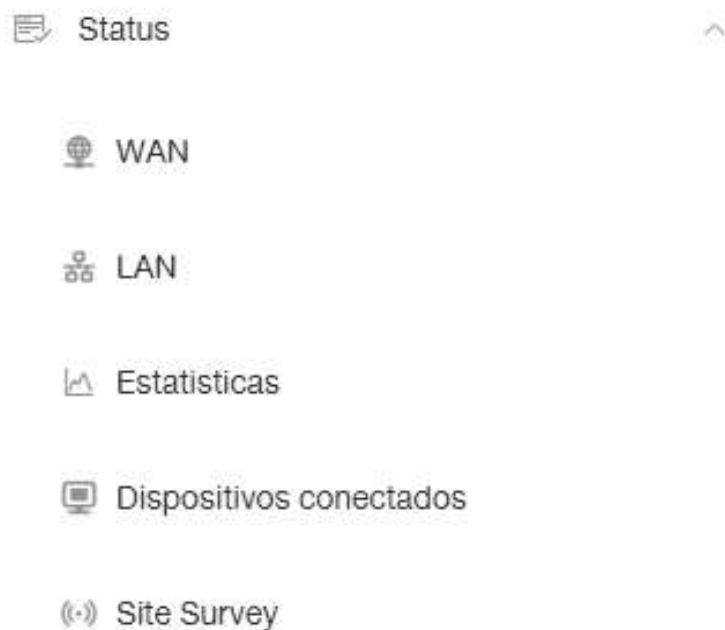 Status
WAN
LAN
Estatisticas
Dispositivos conectados
Site Survey